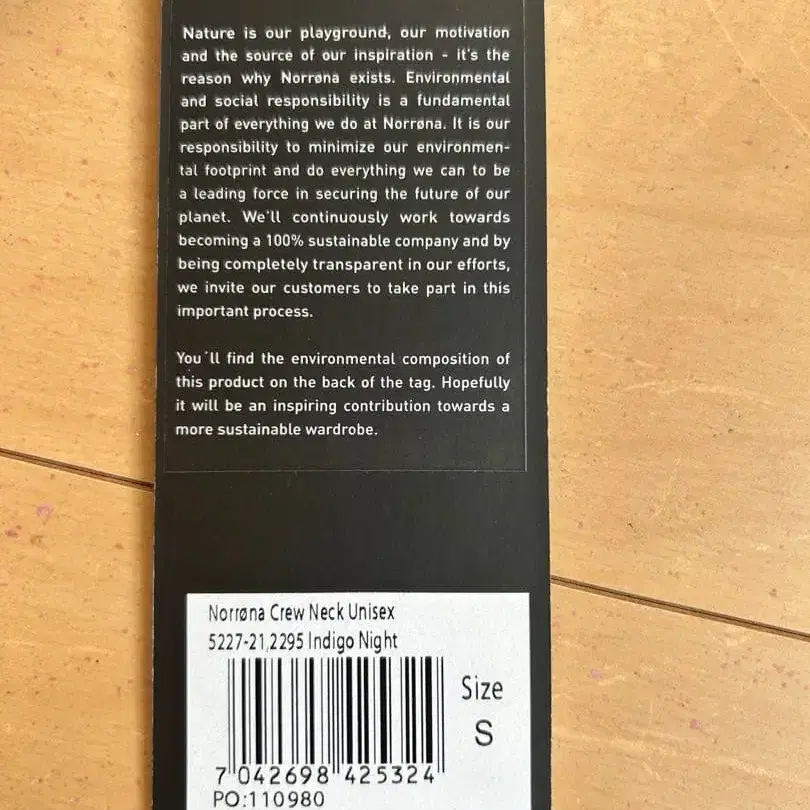 Nature is our playground, our motivation
and the source of our inspiration - it's the
reason why Norrøna exists. Environmental
and social responsibility is a fundamental
part of everything we do at Norrøna. It is our
responsibility to minimize our environmen-
tal footprint and do everything we can to be
a leading force in securing the future of our
planet. We'll continuously work towards
becoming a 100% sustainable company and by
being completely transparent in our efforts,
we invite our customers to take part in this
important process.
You´ll find the environmental composition of
this product on the back of the tag. Hopefully
it will be an inspiring contribution towards a
more sustainable wardrobe.
Norrøna Crew Neck Unisex
5227-21,2295 Indigo Night
Size
S
7 042698 425324
PO:110980